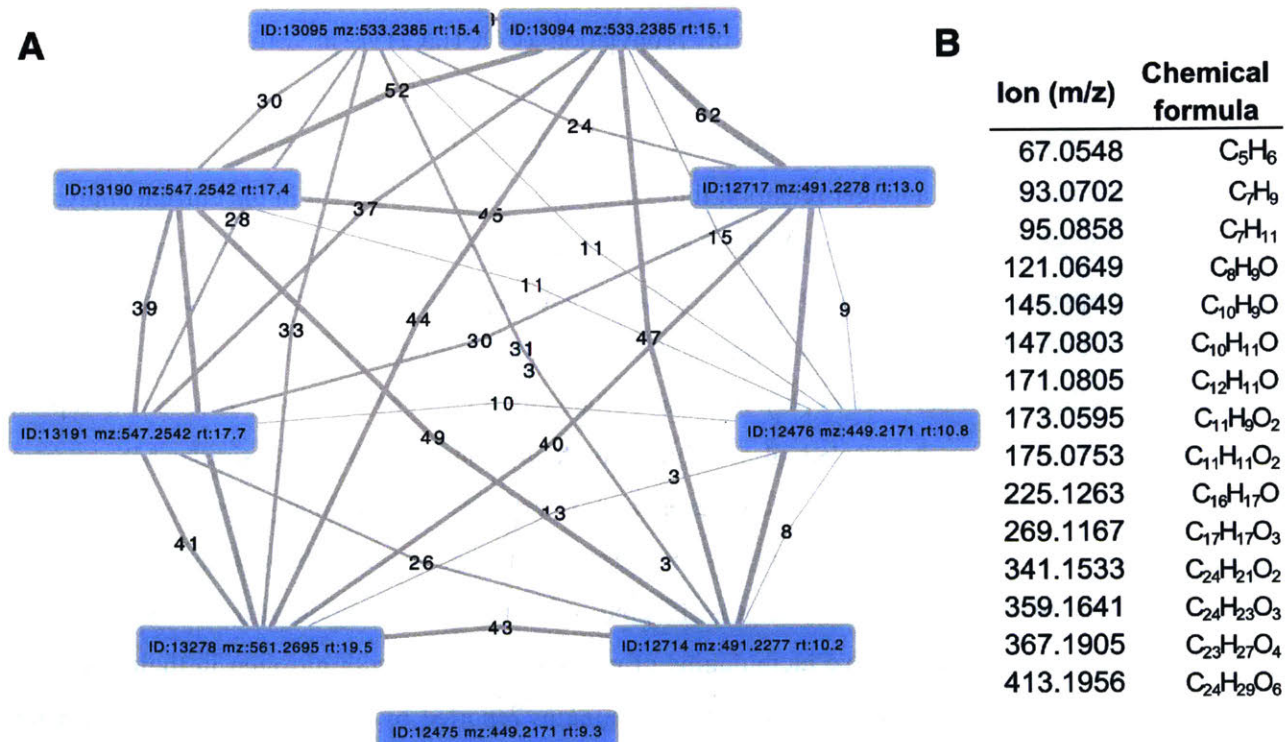 A
ID:13095 mz:533.2385 rt:15.4
ID:13094 mz:533.2385 rt:15.1
30
52
24
62
ID:13190 mz:547.2542 rt:17.4
ID:12717 mz:491.2278 rt:13.0
28
37
45
11
15
11
39
33
44
30
31
3
47
9
ID:13191 mz:547.2542 rt:17.7
10
ID:12476 mz:449.2171 rt:10.8
49
40
3
13
41
26
3
8
43
ID:13278 mz:561.2695 rt:19.5
ID:12714 mz:491.2277 rt:10.2
ID:12475 mz:449.2171 rt:9.3
B
Ion (m/z) Chemical formula
67.0548 C₅H₆
93.0702 C₇H₉
95.0858 C₇H₁₁
121.0649 C₈H₉O
145.0649 C₁₀H₉O
147.0803 C₁₀H₁₁O
171.0805 C₁₂H₁₁O
173.0595 C₁₁H₉O₂
175.0753 C₁₁H₁₁O₂
225.1263 C₁₆H₁₇O
269.1167 C₁₇H₁₇O₃
341.1533 C₂₄H₂₁O₂
359.1641 C₂₄H₂₃O₃
367.1905 C₂₃H₂₇O₄
413.1956 C₂₄H₂₉O₆